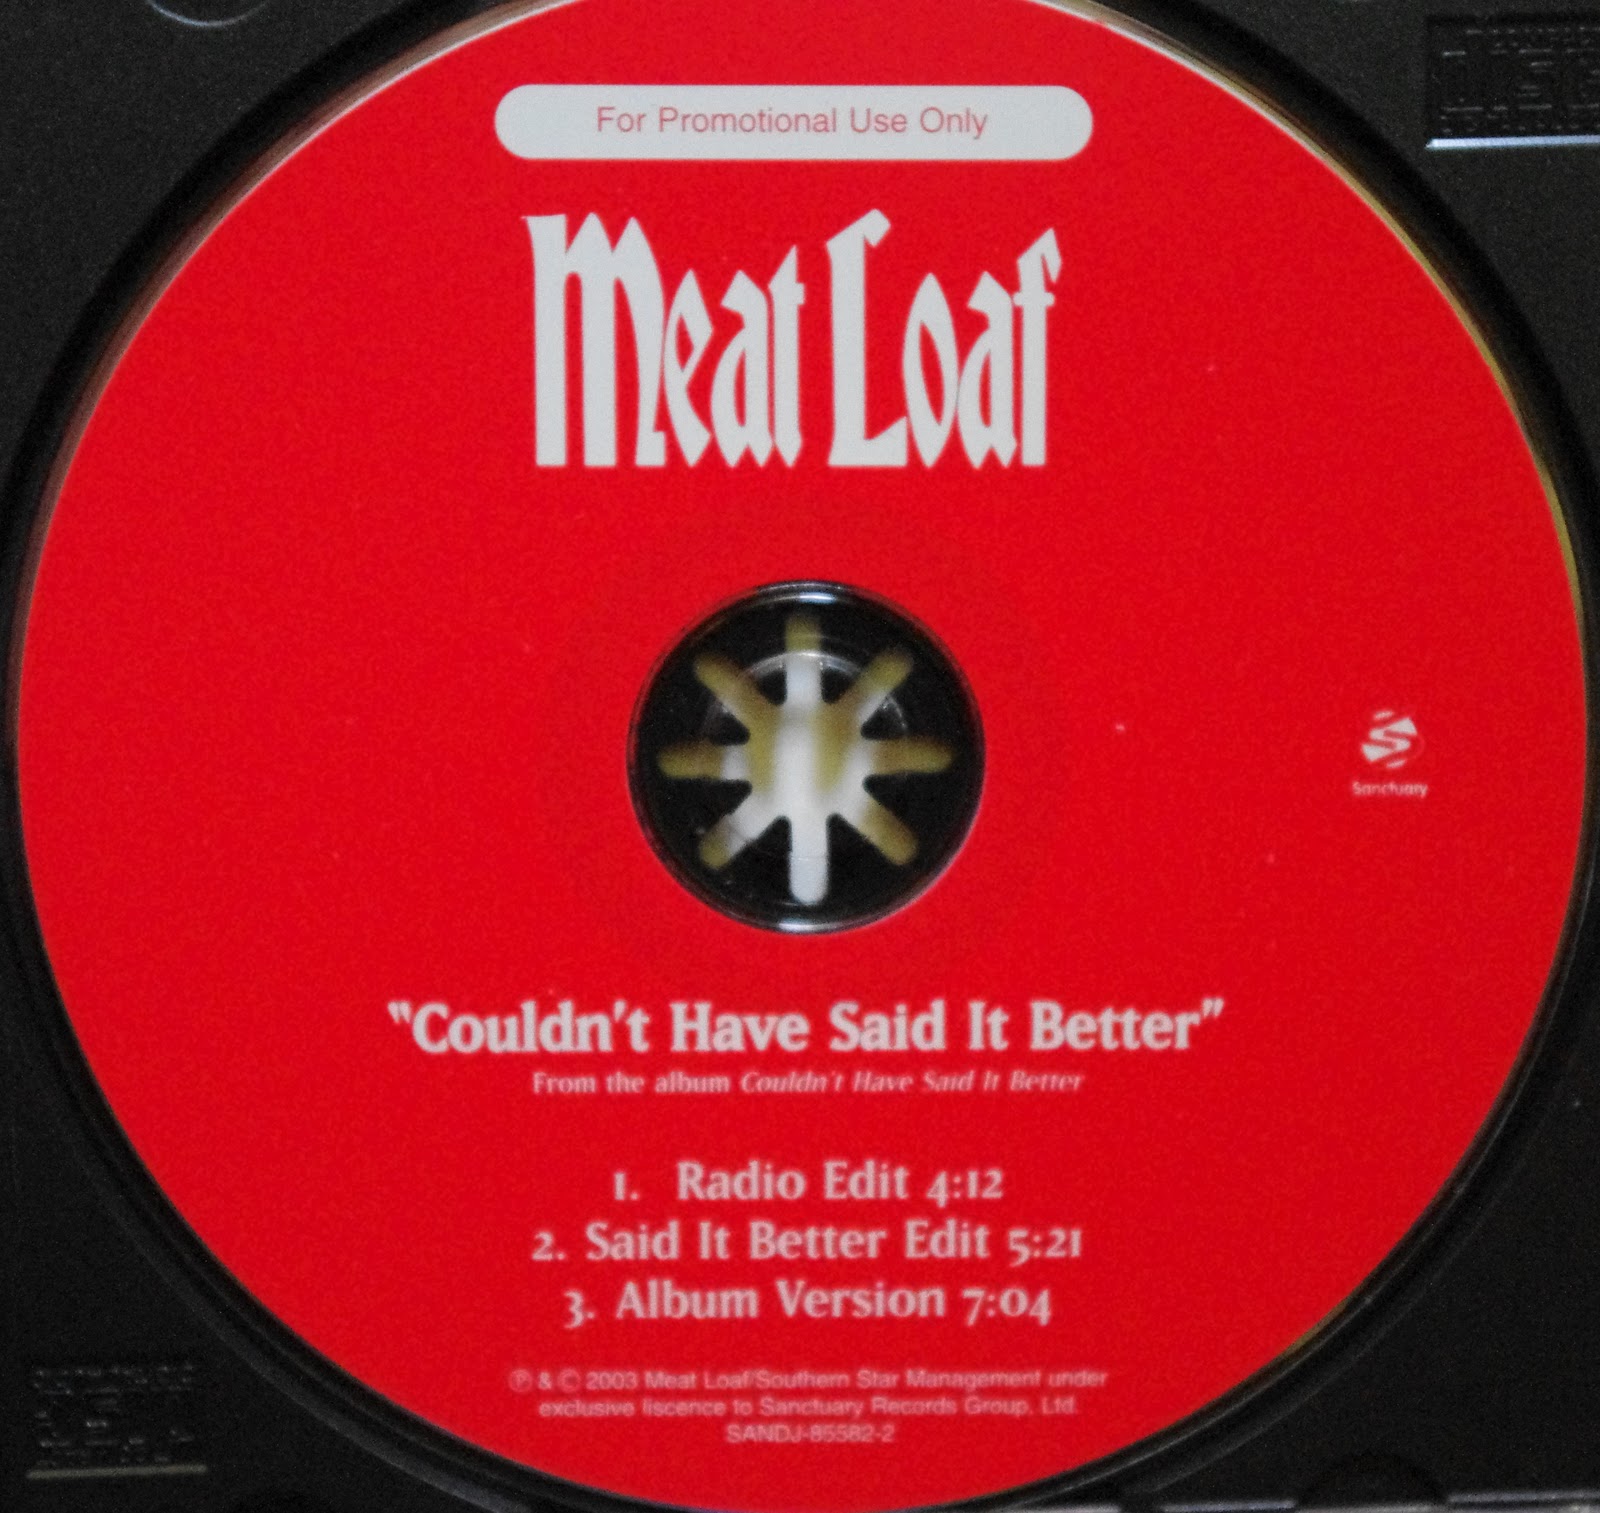 For Promotional Use Only
Meat Loaf
Sanctuary
"Couldn't Have Said It Better"
From the album Couldn't Have Said It Better
1. Radio Edit 4:12
2. Said It Better Edit 5:21
3. Album Version 7:04
℗ & © 2003 Meat Loaf/Southern Star Management under
exclusive liscence to Sanctuary Records Group, Ltd.
SANDJ-85582-2